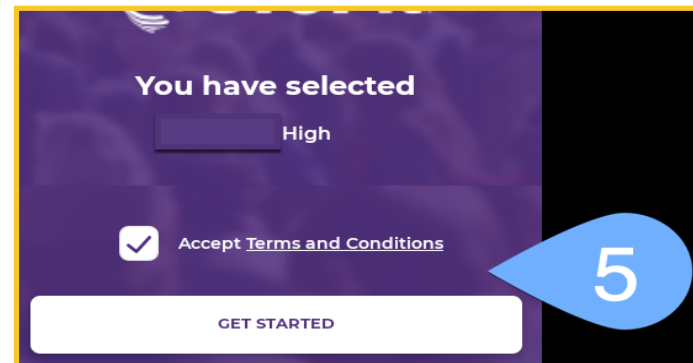 You have selected
High
Accept Terms and Conditions
5
GET STARTED